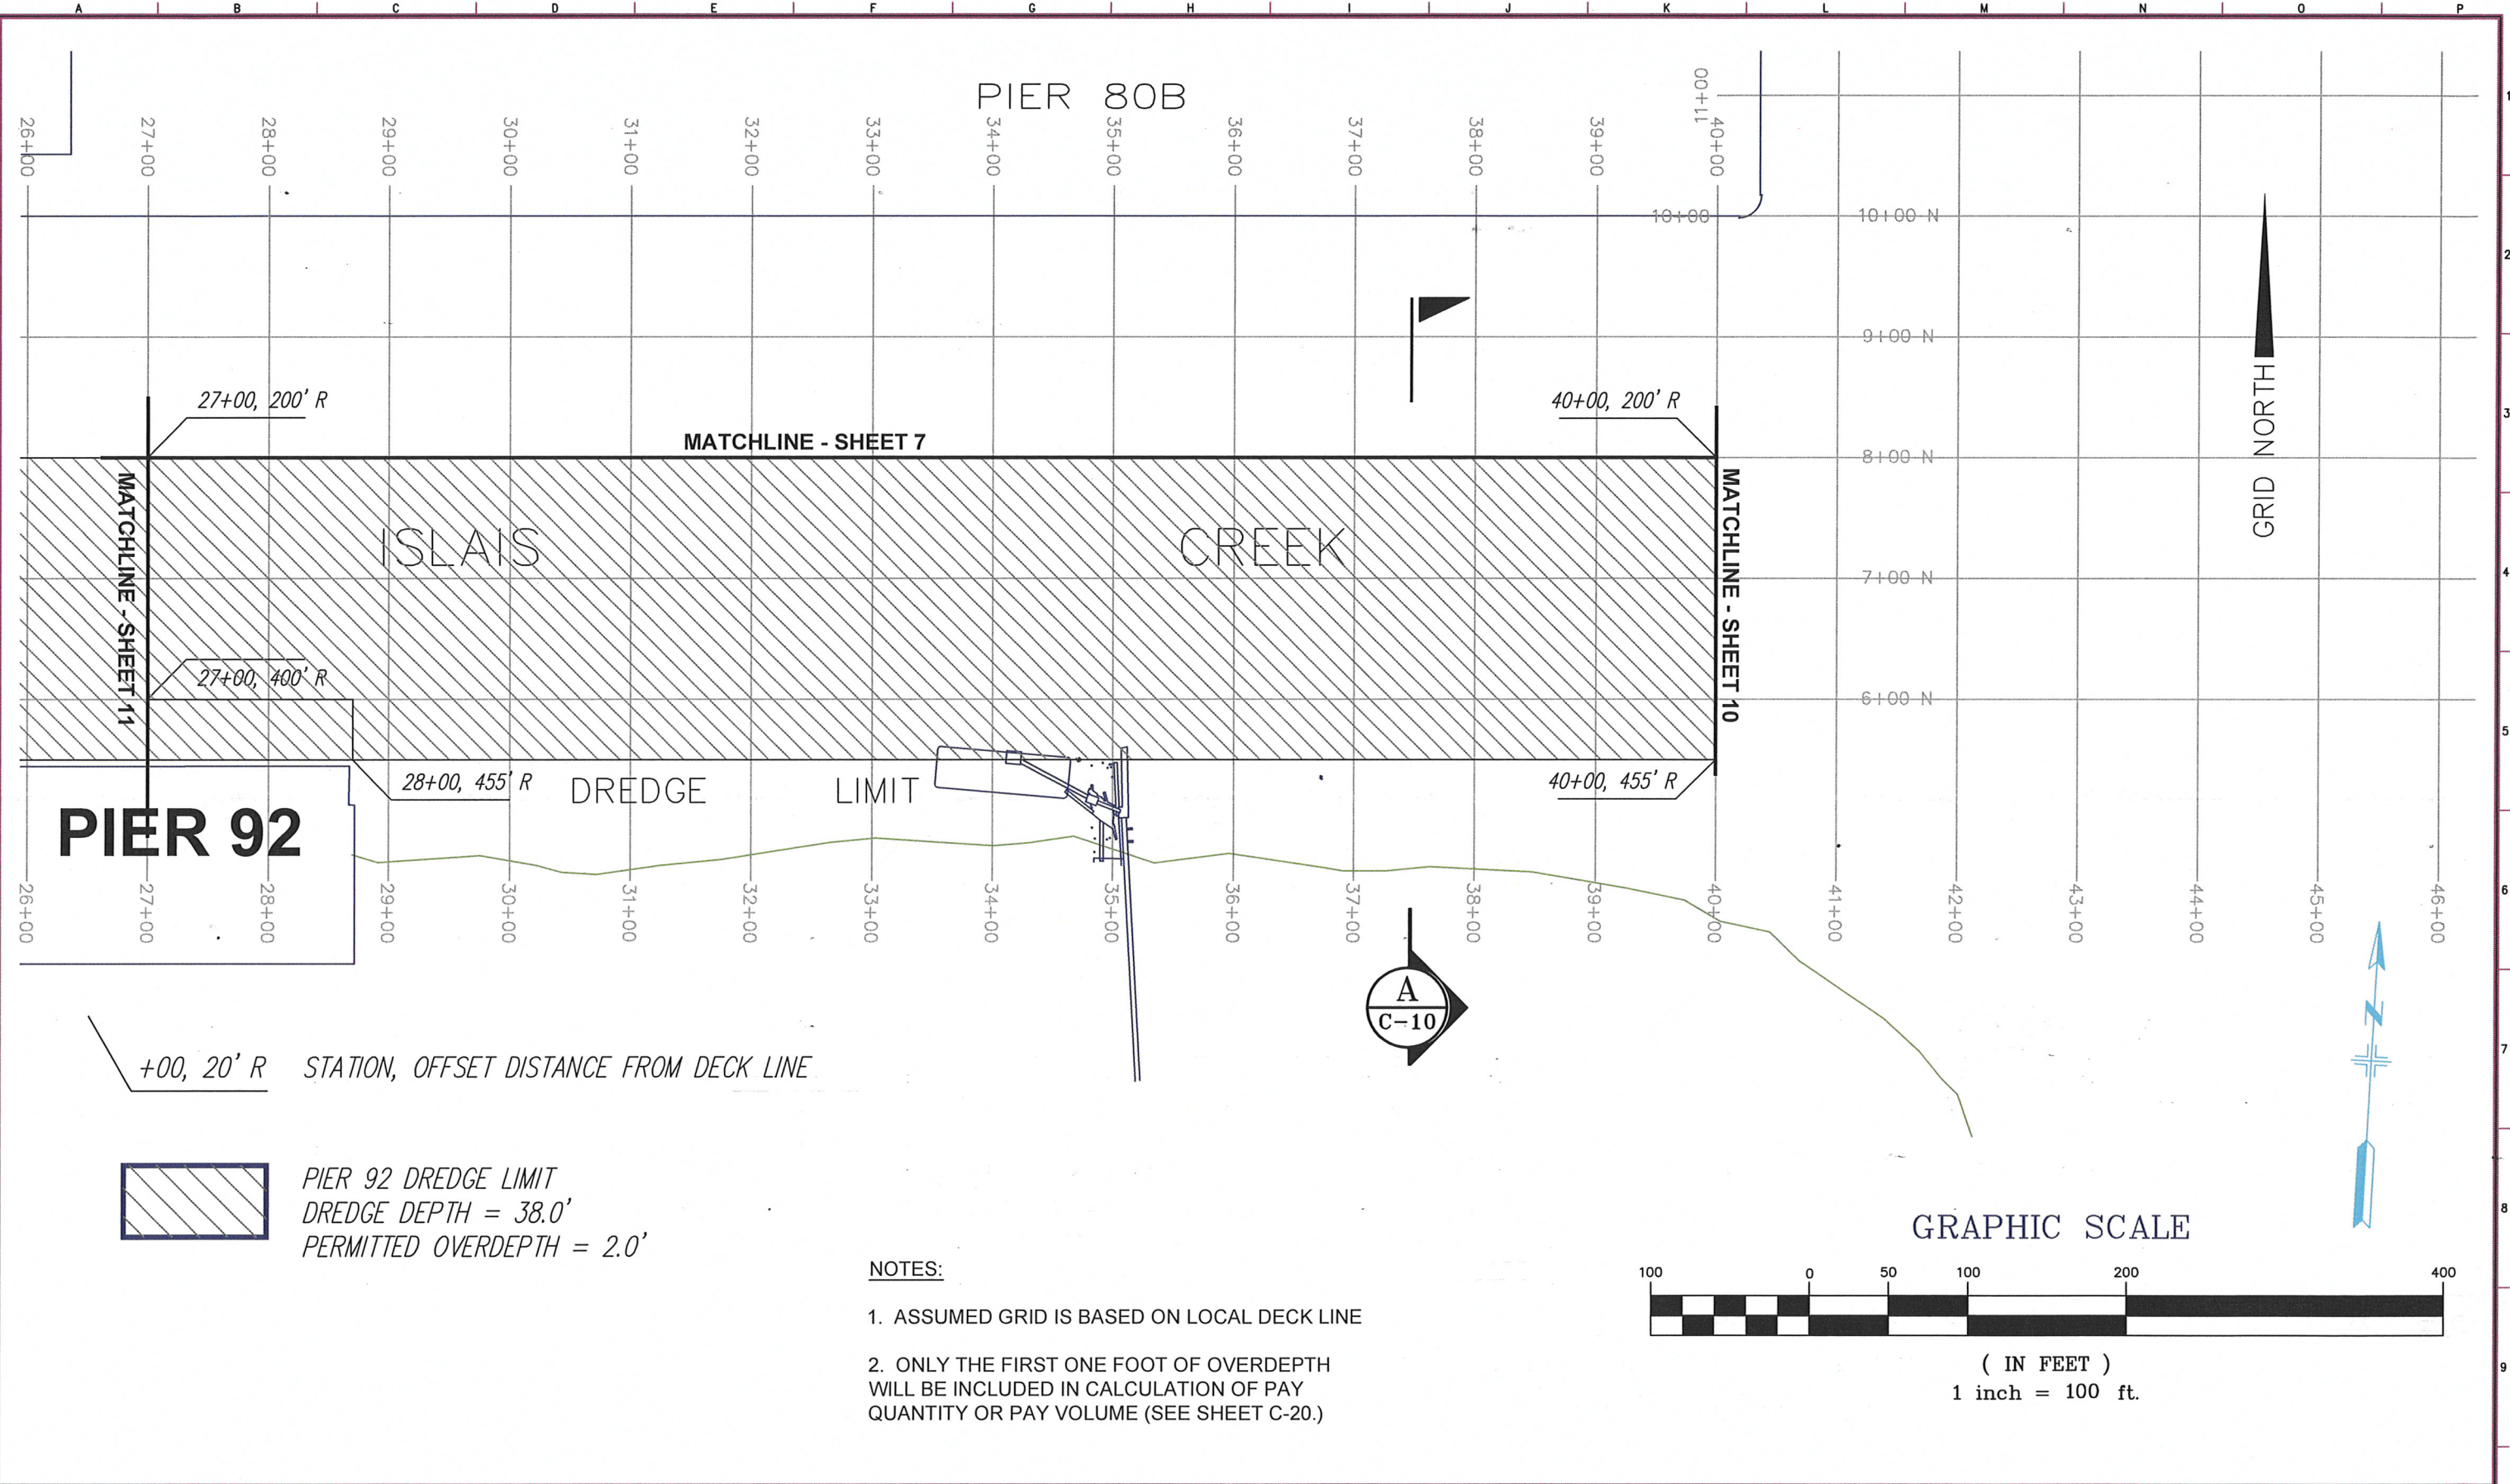 A B C D E F G H I J K L M N O P
PIER 80B
26+00 27+00 28+00 29+00 30+00 31+00 32+00 33+00 34+00 35+00 36+00 37+00 38+00 39+00 40+00
11+00
10+00
10+00 N
9+00 N
8+00 N
7+00 N
6+00 N
1
2
3
4
5
6
7
8
9
GRID NORTH
27+00, 200' R
40+00, 200' R
MATCHLINE - SHEET 7
MATCHLINE - SHEET 11
MATCHLINE - SHEET 10
ISLAIS CREEK
27+00, 400' R
28+00, 455' R
DREDGE LIMIT
40+00, 455' R
PIER 92
26+00 27+00 28+00 29+00 30+00 31+00 32+00 33+00 34+00 35+00 36+00 37+00 38+00 39+00 40+00 41+00 42+00 43+00 44+00 45+00 46+00
A
C-10
N
+00, 20' R STATION, OFFSET DISTANCE FROM DECK LINE
PIER 92 DREDGE LIMIT
DREDGE DEPTH = 38.0'
PERMITTED OVERDEPTH = 2.0'
NOTES:
1. ASSUMED GRID IS BASED ON LOCAL DECK LINE
2. ONLY THE FIRST ONE FOOT OF OVERDEPTH
WILL BE INCLUDED IN CALCULATION OF PAY
QUANTITY OR PAY VOLUME (SEE SHEET C-20.)
GRAPHIC SCALE
100 0 50 100 200 400
( IN FEET )
1 inch = 100 ft.